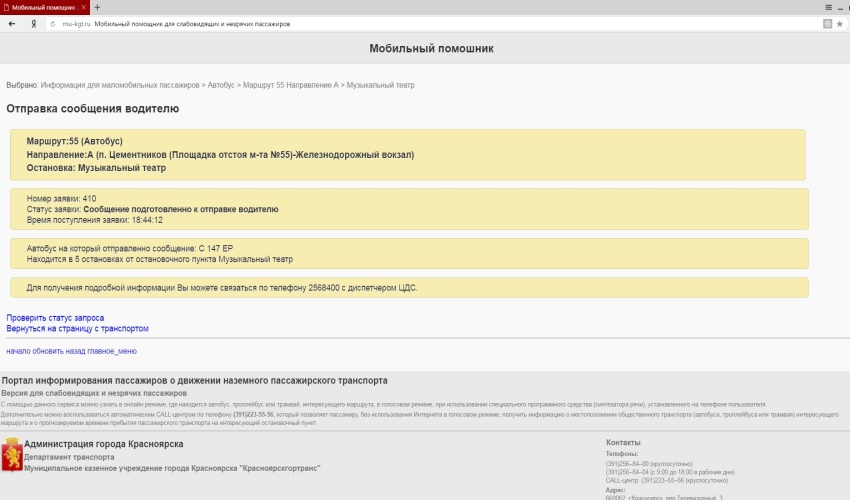 Мобильный помощник
mu-kgt.ru Мобильный помощник для слабовидящих и незрячих пассажиров
Мобильный помошник
Выбрано: Информация для маломобильных пассажиров > Автобус > Маршрут 55 Направление А > Музыкальный театр
Отправка сообщения водителю
Маршрут:55 (Автобус)
Направление:А (п. Цементников (Площадка отстоя м-та №55)-Железнодорожный вокзал)
Остановка: Музыкальный театр
Номер заявки: 410
Статус заявки: Сообщение подготовленно к отправке водителю
Время поступления заявки: 18:44:12
Автобус на который отправленно сообщение: С 147 ЕР
Находится в 5 остановках от остановочного пункта Музыкальный театр
Для получения подробной информации Вы можете связаться по телефону 2568400 с диспетчером ЦДС.
Проверить статус запроса
Вернуться на страницу с транспортом
начало обновить назад главное_меню
Портал информирования пассажиров о движении наземного пассажирского транспорта
Версия для слабовидящих и незрячих пассажиров
С помощью данного сервиса можно узнать в онлайн режиме, где находится автобус, троллейбус или трамвай, интересующего маршрута, в голосовом режиме, при использовании специального программного средства (синтезатора речи), установленного на телефоне пользователя.
Дополнительно можно воспользоваться автоматическим CALL-центром по телефону (391)223-55-56, который позволяет пассажиру, без использования Интернета в голосовом режиме, получить информацию о местоположении общественного транспорта (автобуса, троллейбуса или трамвая) интересующего
маршрута и о прогнозируемом времени прибытия пассажирского транспорта на интересующий остановочный пункт.
Администрация города Красноярска
Департамент транспорта
Муниципальное казенное учреждение города Красноярска "Красноярскгортранс"
Контакты
Телефоны:
(391)256–84–00 (круглосуточно)
(391)256–84–04 (с 9:00 до 18:00 в рабочие дни)
CALL-центр: (391)223–55–56 (круглосуточно)
Адрес:
660062, г.Красноярск, пер.Телевизорный, 3